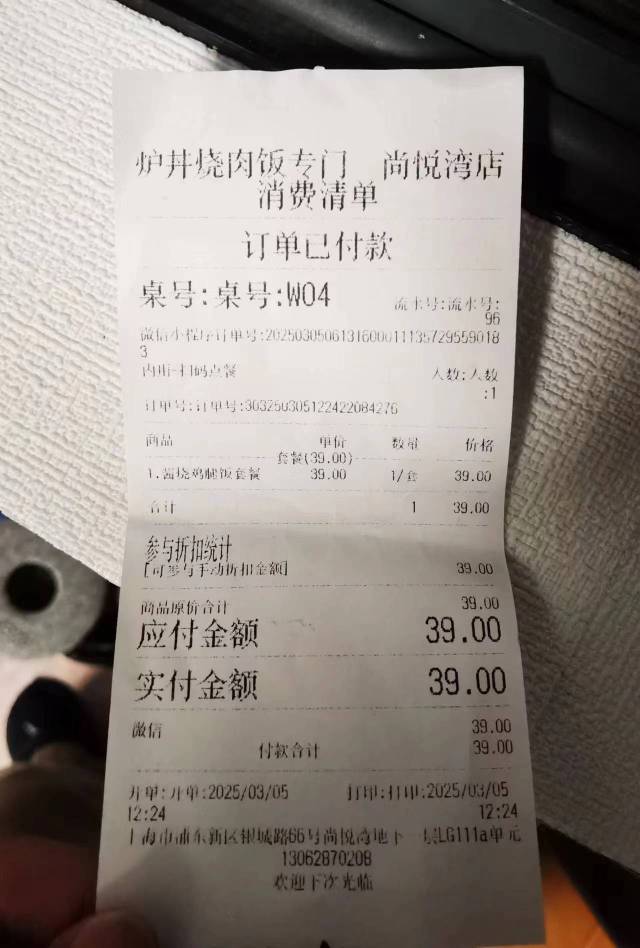 炉丼烧肉饭专门 尚悦湾店
消费清单
订单已付款
桌号:桌号:W04 流水号:流水号:
96
微信小程序订单号:2025030506131600011135729559018
3
内用-扫码点餐 人数:人数
:1
订单号:订单号:303250305122422084276
商品 单价 数量 价格
套餐(39.00)
1.酱烧鸡腿饭套餐 39.00 1/套 39.00
合计 1 39.00
参与折扣统计
[可参与手动折扣金额] 39.00
商品原价合计 39.00
应付金额 39.00
实付金额 39.00
微信 39.00
付款合计 39.00
开单:开单:2025/03/05 打印:打印:2025/03/05
12:24 12:24
上海市浦东新区银城路66号尚悦湾地下一层LG111a单元
13062870208
欢迎下次光临